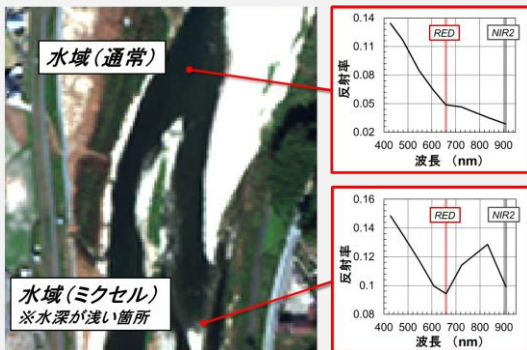 水域(通常)
0.14
0.11
0.08
0.05
0.02
反射率
RED
NIR2
400 500 600 700 800 900
波長 (nm)
水域(ミクセル)
※水深が浅い箇所
0.16
0.14
0.12
0.1
0.08
反射率
RED
NIR2
400 500 600 700 800 900
波長 (nm)